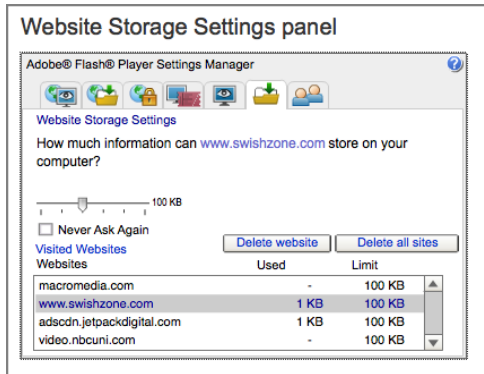 Website Storage Settings panel
Adobe® Flash® Player Settings Manager
?
Website Storage Settings
How much information can www.swishzone.com store on your
computer?
100 KB
Never Ask Again
Visited Websites
Delete website Delete all sites
Websites Used Limit
macromedia.com - 100 KB
www.swishzone.com 1 KB 100 KB
adscdn.jetpackdigital.com 1 KB 100 KB
video.nbcuni.com - 100 KB